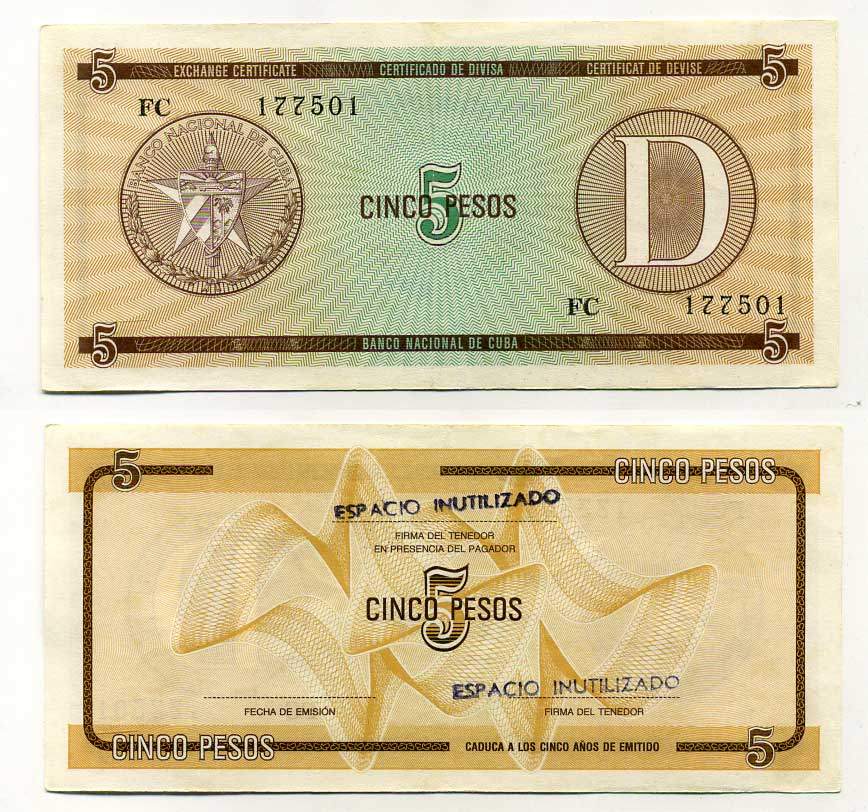 5 EXCHANGE CERTIFICATE CERTIFICADO DE DIVISA CERTIFICAT DE DEVISE 5
FC 177501
BANCO NACIONAL DE CUBA
5
CINCO PESOS
D
FC 177501
5 BANCO NACIONAL DE CUBA 5
5 CINCO PESOS
ESPACIO INUTILIZADO
FIRMA DEL TENEDOR
EN PRESENCIA DEL PAGADOR
5
CINCO PESOS
ESPACIO INUTILIZADO
FECHA DE EMISIÓN FIRMA DEL TENEDOR
CINCO PESOS CADUCA A LOS CINCO AÑOS DE EMITIDO 5